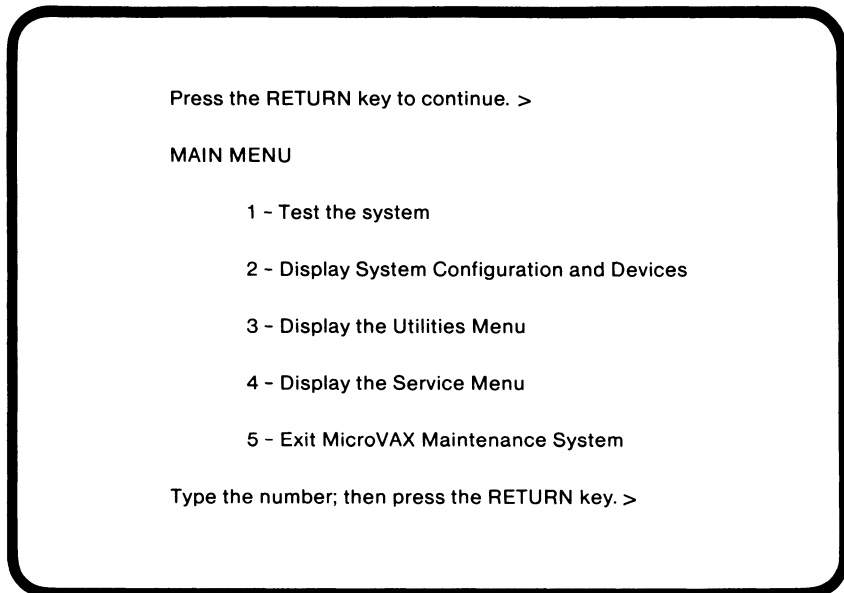 Press the RETURN key to continue. >
MAIN MENU
1 - Test the system
2 - Display System Configuration and Devices
3 - Display the Utilities Menu
4 - Display the Service Menu
5 - Exit MicroVAX Maintenance System
Type the number; then press the RETURN key. >